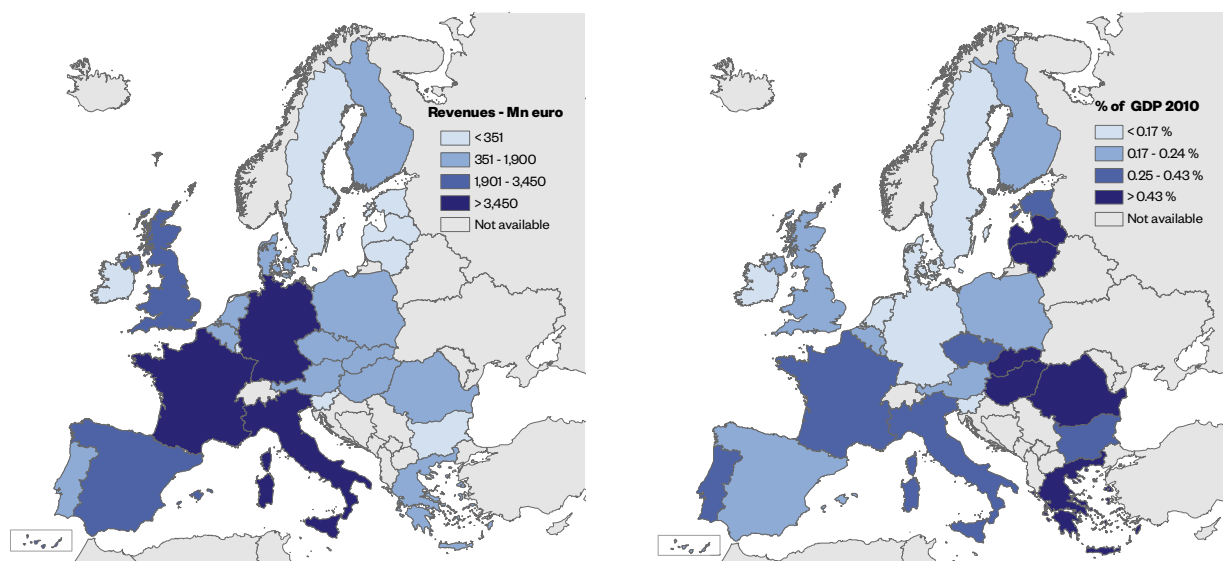 Revenues - Mn euro
< 351
351 - 1,900
1,901 - 3,450
> 3,450
Not available
% of GDP 2010
< 0.17 %
0.17 - 0.24 %
0.25 - 0.43 %
> 0.43 %
Not available